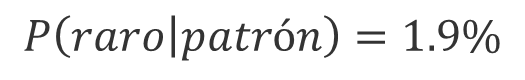 P(raro|patrón) = 1.9%